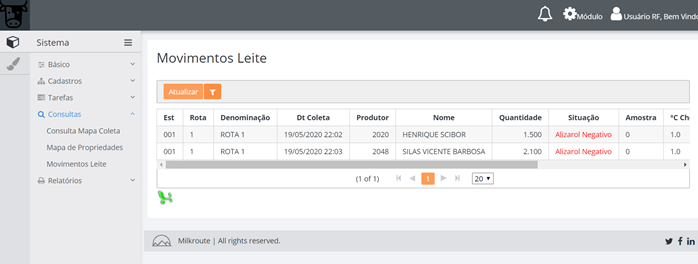 Módulo Usuário RF, Bem Vindo
Sistema
Básico
Cadastros
Tarefas
Consultas
Consulta Mapa Coleta
Mapa de Propriedades
Movimentos Leite
Relatórios
Movimentos Leite
Atualizar
Est Rota Denominação Dt Coleta Produtor Nome Quantidade Situação Amostra °C Ch
001 1 ROTA 1 19/05/2020 22:02 2020 HENRIQUE SCIBOR 1.500 Alizarol Negativo 0 1.0
001 1 ROTA 1 19/05/2020 22:03 2048 SILAS VICENTE BARBOSA 2.100 Alizarol Negativo 0 1.0
(1 of 1) 1 20
Milkroute | All rights reserved.